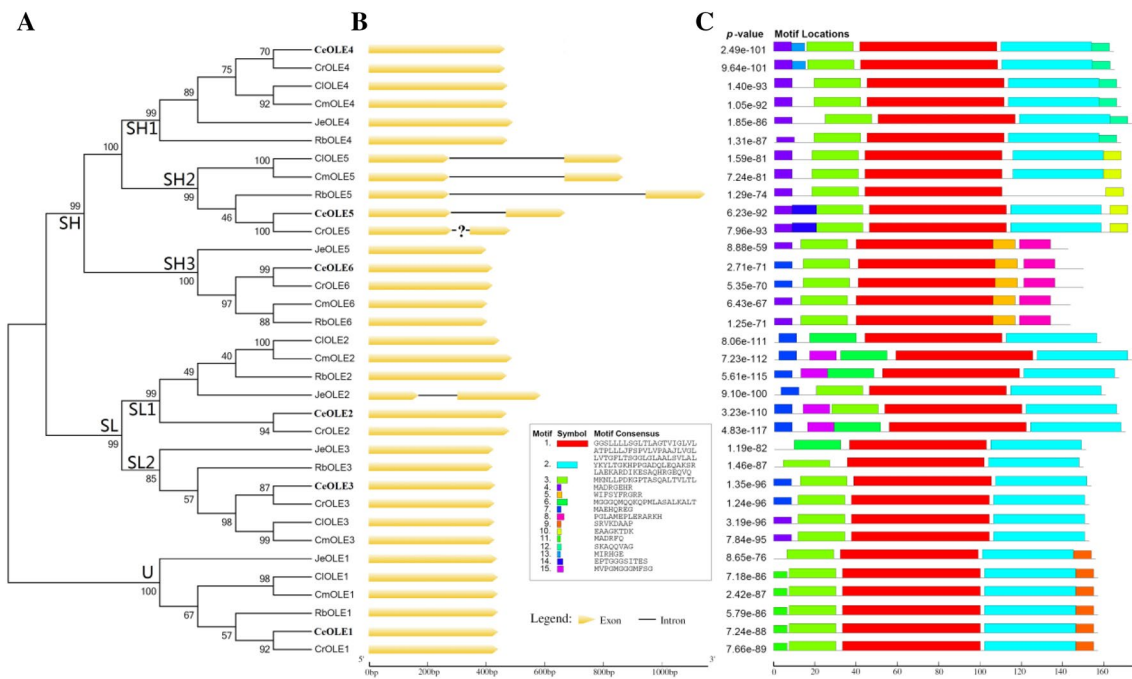 A
B
C
p-value Motif Locations
CeOLE4
CrOLE4
ClOLE4
CmOLE4
JeOLE4
RbOLE4
ClOLE5
CmOLE5
RbOLE5
CeOLE5
CrOLE5
JeOLE5
CeOLE6
CrOLE6
CmOLE6
RbOLE6
ClOLE2
CmOLE2
RbOLE2
JeOLE2
CeOLE2
CrOLE2
JeOLE3
RbOLE3
CeOLE3
CrOLE3
ClOLE3
CmOLE3
JeOLE1
ClOLE1
CmOLE1
RbOLE1
CeOLE1
CrOLE1
70
75
92
89
99
SH1
100
100
SH2
99
46
100
99
SH
SH3
100
99
97
88
100
40
49
99
SL1
94
SL
99
SL2
85
87
57
98
99
U
100
98
67
57
92
?
Motif Symbol Motif Consensus
1. GGSLLLLSGLTLAGTVIGLVL
ATPLLJFSPVLVPAAJLVGL
LVTGFLTSGGLGLAALSVLAL
2. YKYLTGKHPPGADQLEQAKSR
LAEKARDIKESAQHRGEQVQ
3. MKNLLPDKGPTASQALTVLTL
4. MADRGEHR
5. WIFSYFRGRR
6. MGGGQMQQKQPMLASALKALT
7. MAEHQREG
8. PGLAMEPLERARKH
9. SRVKDAAP
10. EAAGKTDK
11. MADRFQ
12. SKAQQVAG
13. MIRHGE
14. EPTGGGSITES
15. MVPGMGGGMFSG
Legend: Exon Intron
5' 3'
0bp 200bp 400bp 600bp 800bp 1000bp
2.49e-101
9.64e-101
1.40e-93
1.05e-92
1.85e-86
1.31e-87
1.59e-81
7.24e-81
1.29e-74
6.23e-92
7.96e-93
8.88e-59
2.71e-71
5.35e-70
6.43e-67
1.25e-71
8.06e-111
7.23e-112
5.61e-115
9.10e-100
3.23e-110
4.83e-117
1.19e-82
1.46e-87
1.35e-96
1.24e-96
3.19e-96
7.84e-95
8.65e-76
7.18e-86
2.42e-87
5.79e-86
7.24e-88
7.66e-89
0 20 40 60 80 100 120 140 160